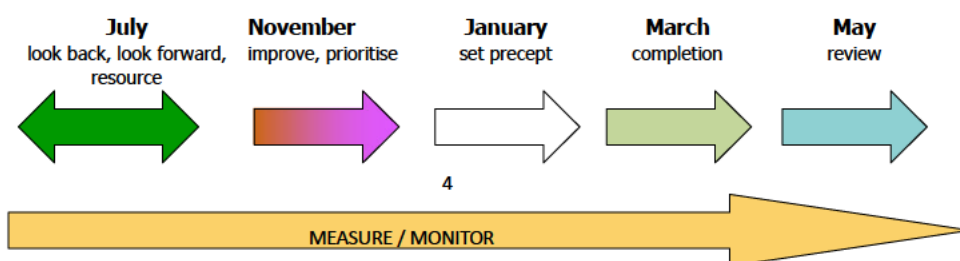 July
look back, look forward,
resource
November
improve, prioritise
January
set precept
March
completion
May
review
4
MEASURE / MONITOR